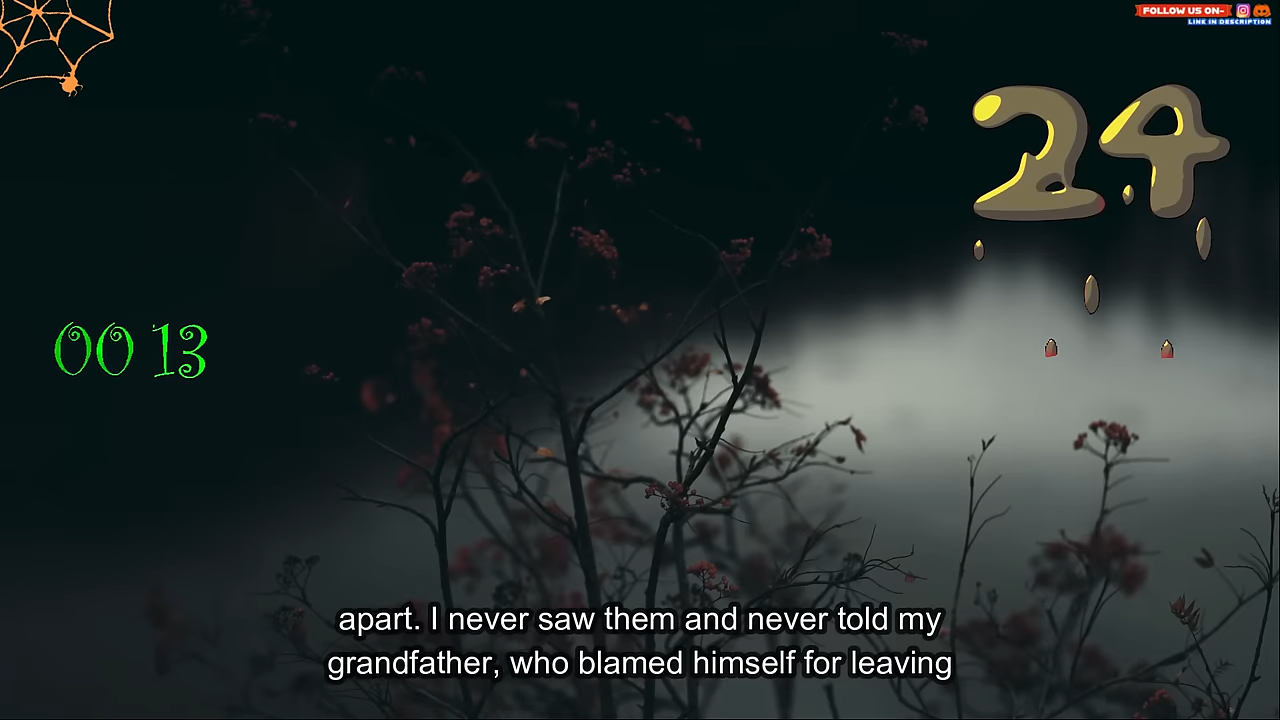 FOLLOW US ON-
LINK IN DESCRIPTION
24
00 13
apart. I never saw them and never told my
grandfather, who blamed himself for leaving